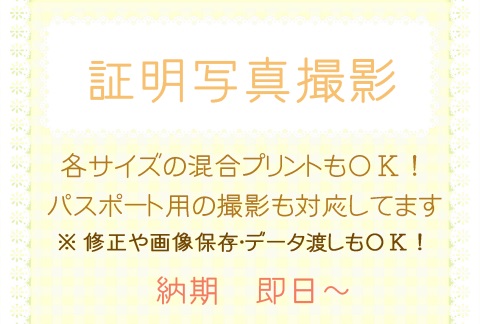 証明写真撮影
各サイズの混合プリントも〇Ｋ！
パスポート用の撮影も対応してます
※ 修正や画像保存・データ渡しもＯＫ！
納期　即日～